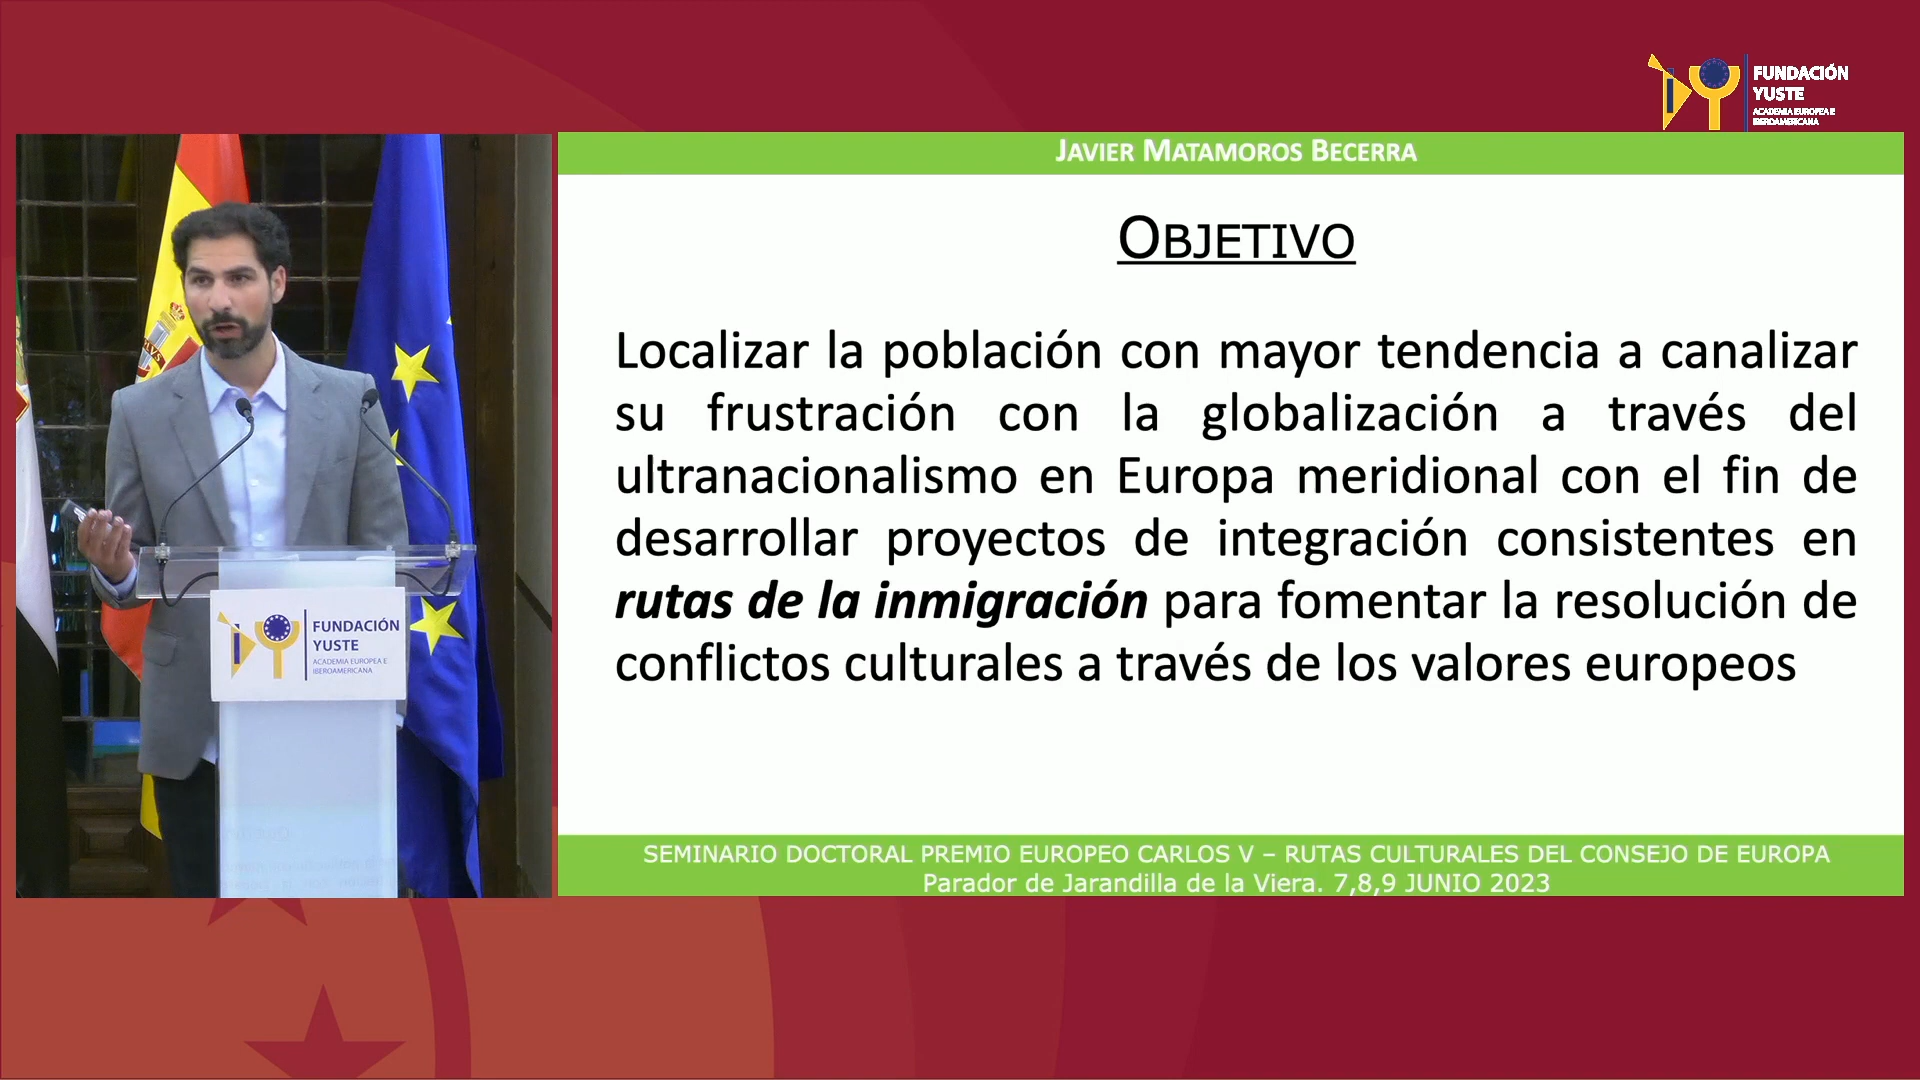 FUNDACIÓN
YUSTE
ACADEMIA EUROPEA E
IBEROAMERICANA
JAVIER MATAMOROS BECERRA
OBJETIVO
Localizar la población con mayor tendencia a canalizar
su frustración con la globalización a través del
ultranacionalismo en Europa meridional con el fin de
desarrollar proyectos de integración consistentes en
rutas de la inmigración para fomentar la resolución de
conflictos culturales a través de los valores europeos
FUNDACIÓN
YUSTE
ACADEMIA EUROPEA E
IBEROAMERICANA
SEMINARIO DOCTORAL PREMIO EUROPEO CARLOS V – RUTAS CULTURALES DEL CONSEJO DE EUROPA
Parador de Jarandilla de la Viera. 7,8,9 JUNIO 2023